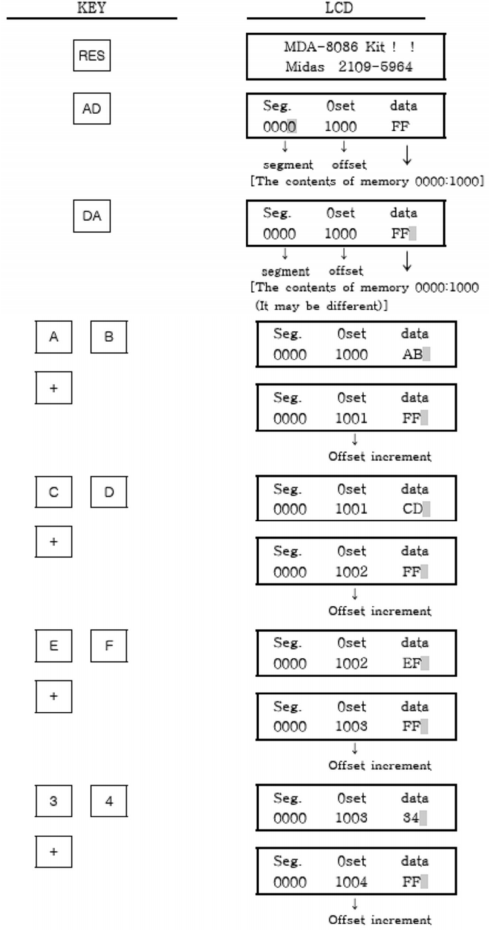 KEY LCD
RES MDA-8086 Kit ! !
Midas 2109-5964
AD Seg. 0set data
0000 1000 FF
↓ ↓ ↓
segment offset
[The contents of memory 0000:1000]
DA Seg. 0set data
0000 1000 FF
↓ ↓ ↓
segment offset
[The contents of memory 0000:1000
(It may be different)]
A B Seg. 0set data
0000 1000 AB
+ Seg. 0set data
0000 1001 FF
↓
Offset increment
C D Seg. 0set data
0000 1001 CD
+ Seg. 0set data
0000 1002 FF
↓
Offset increment
E F Seg. 0set data
0000 1002 EF
+ Seg. 0set data
0000 1003 FF
↓
Offset increment
3 4 Seg. 0set data
0000 1003 34
+ Seg. 0set data
0000 1004 FF
↓
Offset increment